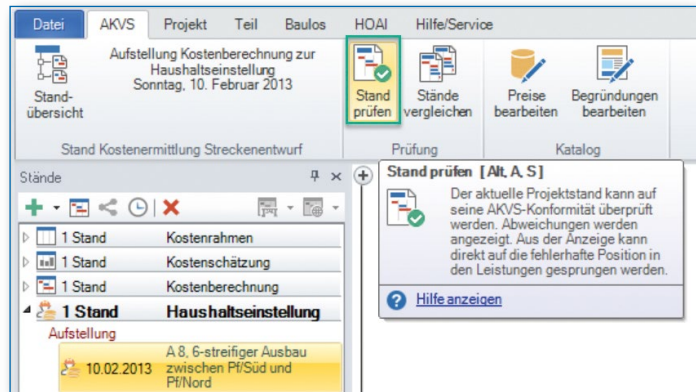 Datei AKVS Projekt Teil Baulos HOAI Hilfe/Service
Stand-
übersicht
Aufstellung Kostenberechnung zur
Haushaltseinstellung
Sonntag, 10. Februar 2013
Stand
prüfen
Stände
vergleichen
Preise
bearbeiten
Begründungen
bearbeiten
Stand Kostenermittlung Streckenentwurf Prüfung Katalog
Stände
1 Stand Kostenrahmen
1 Stand Kostenschätzung
1 Stand Kostenberechnung
1 Stand Haushaltseinstellung
Aufstellung
10.02.2013
A 8, 6-streifiger Ausbau
zwischen Pf/Süd und
Pf/Nord
Stand prüfen [Alt, A, S]
Der aktuelle Projektstand kann auf
seine AKVS-Konformität überprüft
werden. Abweichungen werden
angezeigt. Aus der Anzeige kann
direkt auf die fehlerhafte Position in
den Leistungen gesprungen werden.
Hilfe anzeigen